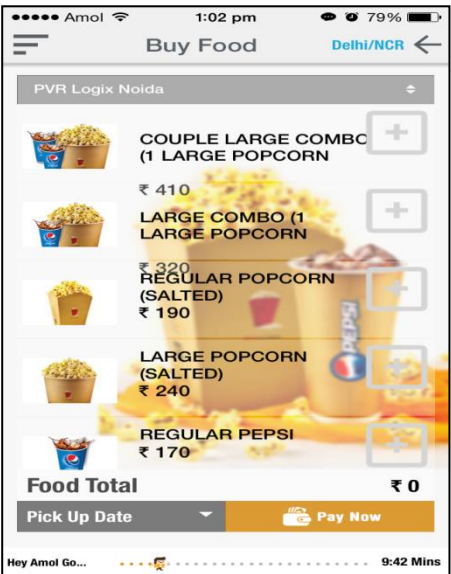 Amol 1:02 pm 79%
Buy Food Delhi/NCR
PVR Logix Noida
COUPLE LARGE COMBO
(1 LARGE POPCORN
₹ 410
LARGE COMBO (1
LARGE POPCORN
₹ 320
REGULAR POPCORN
(SALTED)
₹ 190
LARGE POPCORN
(SALTED)
₹ 240
REGULAR PEPSI
₹ 170
PEPSI
Food Total ₹ 0
Pick Up Date Pay Now
Hey Amol Go... 9:42 Mins